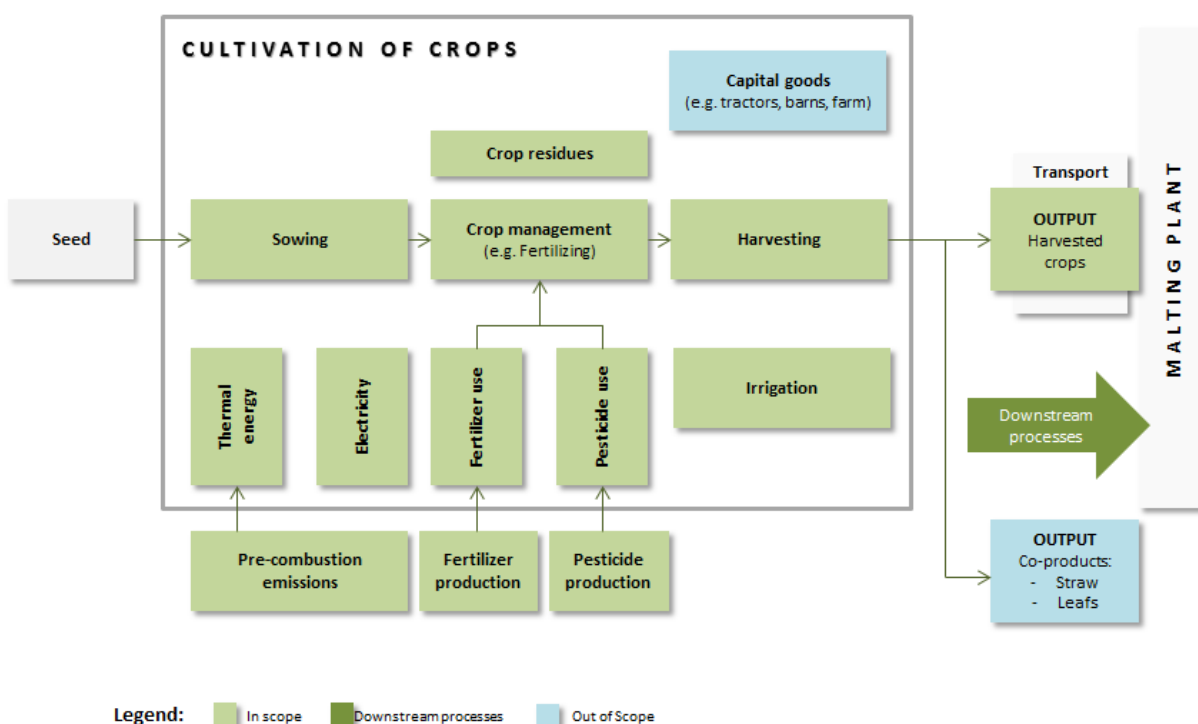 CULTIVATION OF CROPS
Capital goods
(e.g. tractors, barns, farm)
Crop residues
Seed
Sowing
Crop management
(e.g. Fertilizing)
Harvesting
Transport
OUTPUT
Harvested
crops
MALTING PLANT
Thermal
energy
Electricity
Fertilizer use
Pesticide use
Irrigation
Downstream
processes
Pre-combustion
emissions
Fertilizer
production
Pesticide
production
OUTPUT
Co-products:
- Straw
- Leafs
Legend:
In scope
Downstream processes
Out of Scope